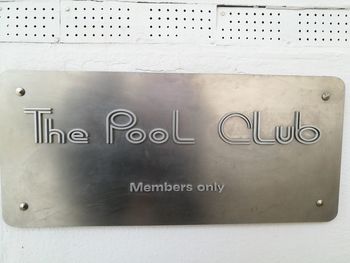 The Pool Club
Members only